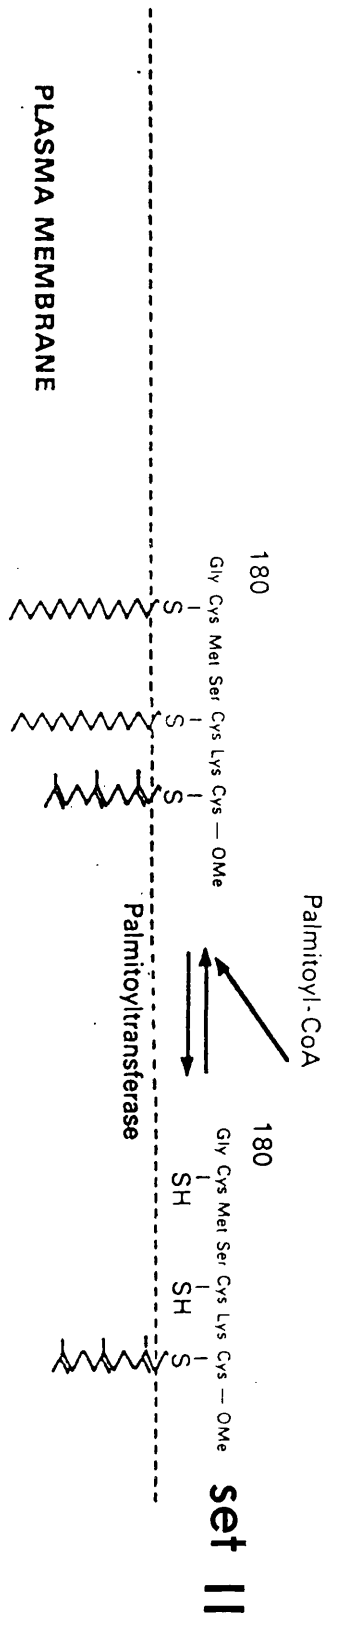 Palmitoyl-CoA
180
180
Gly Cys Met Ser Cys Lys Cys — OMe
Gly Cys Met Ser Cys Lys Cys — OMe
set II
S
S
S
SH
SH
S
Palmitoyltransferase
PLASMA MEMBRANE